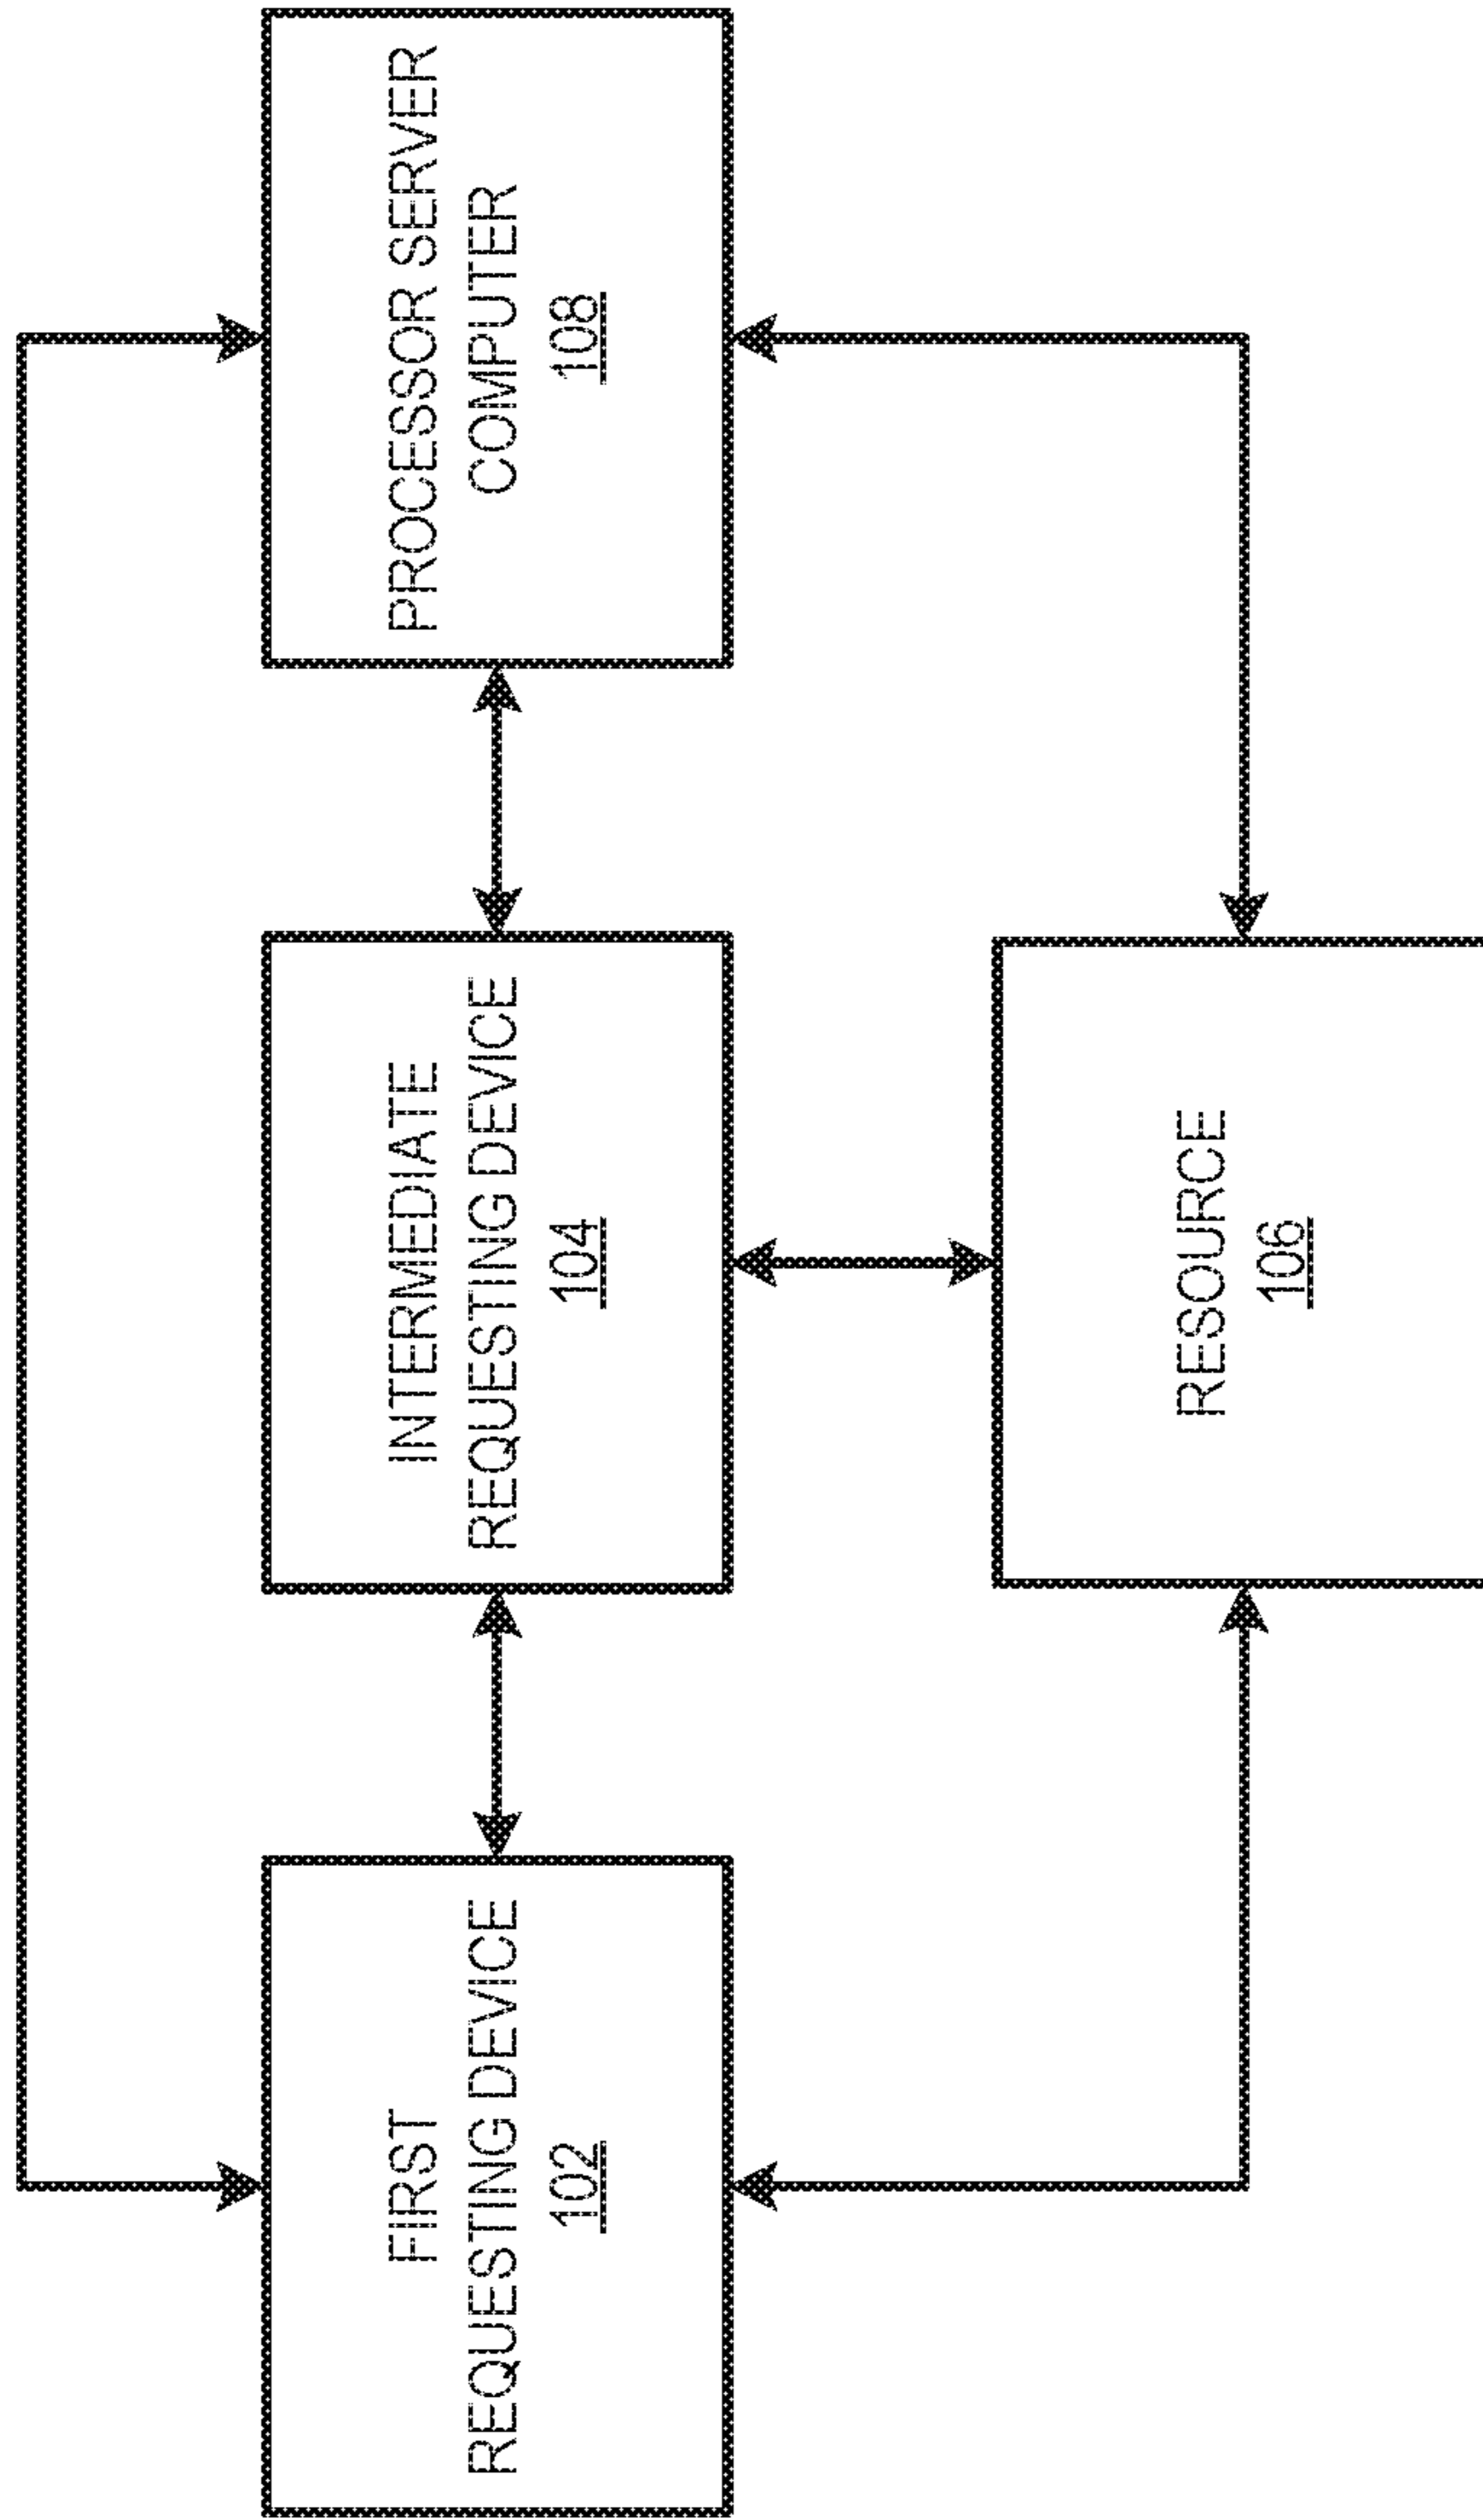 FIRST
REQUESTING DEVICE
102
INTERMEDIATE
REQUESTING DEVICE
104
PROCESSOR SERVER
COMPUTER
108
RESOURCE
106